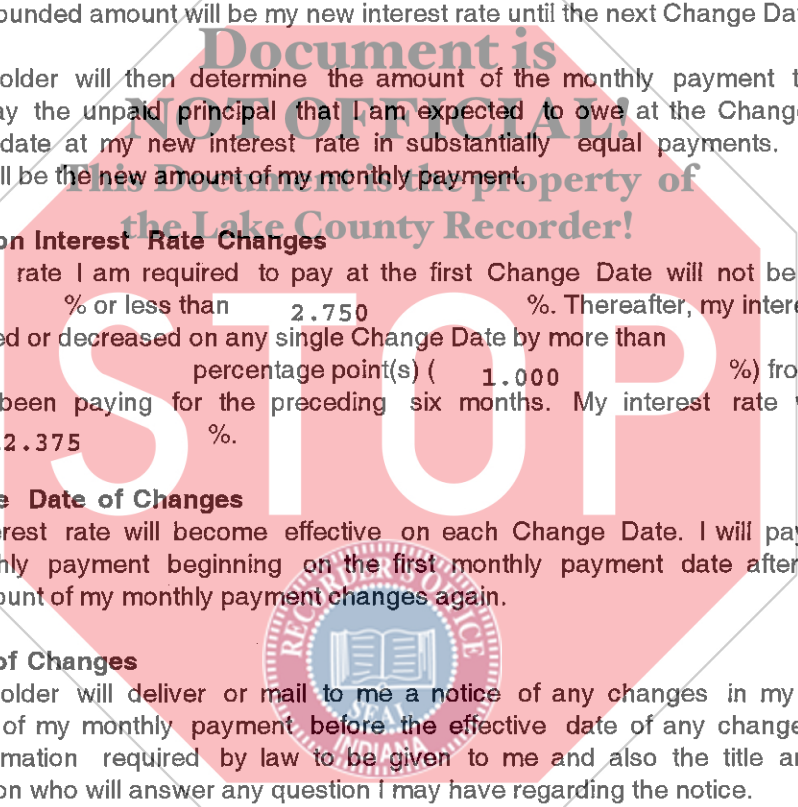 ounded amount will be my new interest rate until the next Change Da
Document is
older will then determine the amount of the monthly payment t
ay the unpaid principal that I am expected to owe at the Change
NOT OFFICIAL!
date at my new interest rate in substantially equal payments.
ll be the new amount of my monthly payment.
This Document is the property of
the Lake County Recorder!
on Interest Rate Changes
rate I am required to pay at the first Change Date will not be
% or less than 2.750 %. Thereafter, my intere
ed or decreased on any single Change Date by more than
percentage point(s) ( 1.000 %) fro
been paying for the preceding six months. My interest rate
2.375 %.
STOP
e Date of Changes
erest rate will become effective on each Change Date. I will pay
hly payment beginning on the first monthly payment date after
ount of my monthly payment changes again.
RECORDER'S OFFICE
of Changes
older will deliver or mail to me a notice of any changes in my
SEAL
of my monthly payment before the effective date of any change
INDIANA
mation required by law to be given to me and also the title a
on who will answer any question I may have regarding the notice.